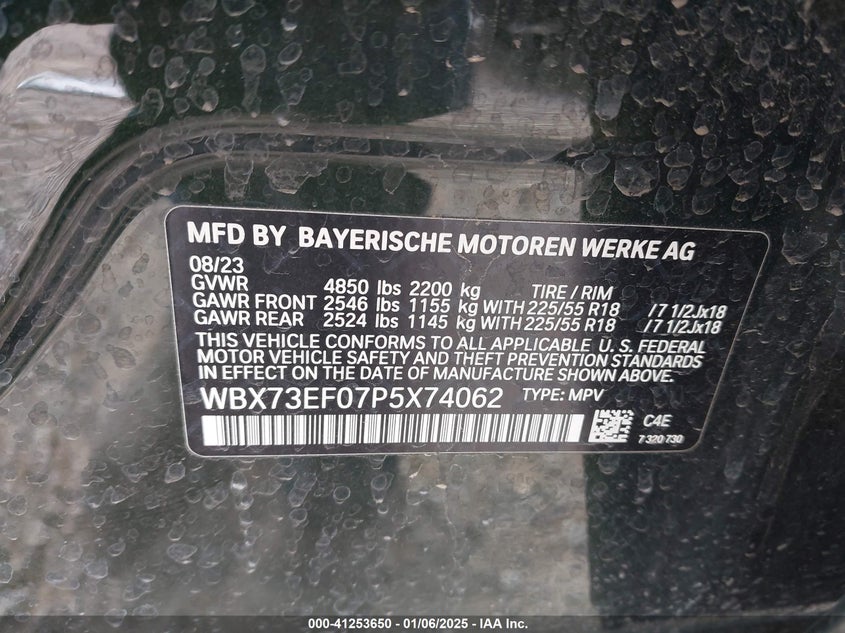 MFD BY BAYERISCHE MOTOREN WERKE AG
08/23
GVWR 4850 lbs 2200 kg TIRE / RIM
GAWR FRONT 2546 lbs 1155 kg WITH 225/55 R18 /7 1/2Jx18
GAWR REAR 2524 lbs 1145 kg WITH 225/55 R18 /7 1/2Jx18
THIS VEHICLE CONFORMS TO ALL APPLICABLE U. S. FEDERAL
MOTOR VEHICLE SAFETY AND THEFT PREVENTION STANDARDS
IN EFFECT ON THE DATE OF MANUFACTURE SHOWN ABOVE.
WBX73EF07P5X74062 TYPE: MPV
C4E
7 320 730
000-41253650 - 01/06/2025 - IAA Inc.